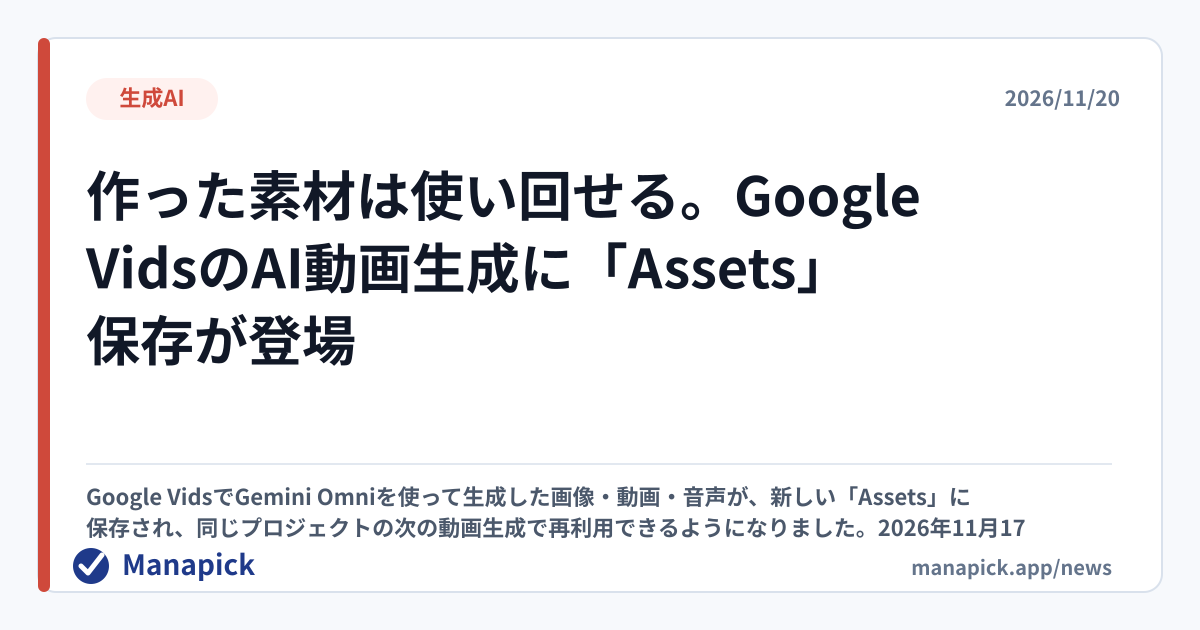 生成AI
2026/11/20
作った素材は使い回せる。Google
VidsのAI動画生成に「Assets」
保存が登場
Google VidsでGemini Omniを使って生成した画像・動画・音声が、新しい「Assets」に
保存され、同じプロジェクトの次の動画生成で再利用できるようになりました。2026年11月17
Manapick
manapick.app/news